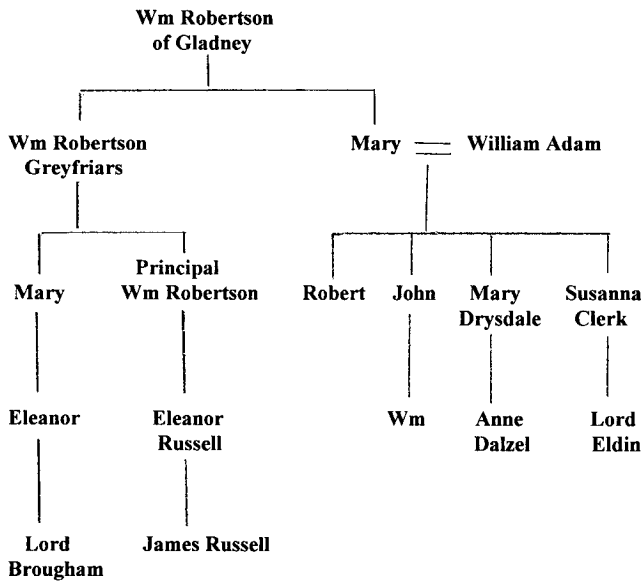 Wm Robertson
of Gladney
Wm Robertson
Greyfriars
Mary
William Adam
Mary
Principal
Wm Robertson
Robert
John
Mary
Drysdale
Susanna
Clerk
Eleanor
Eleanor
Russell
Wm
Anne
Dalzel
Lord
Eldin
Lord
Brougham
James Russell